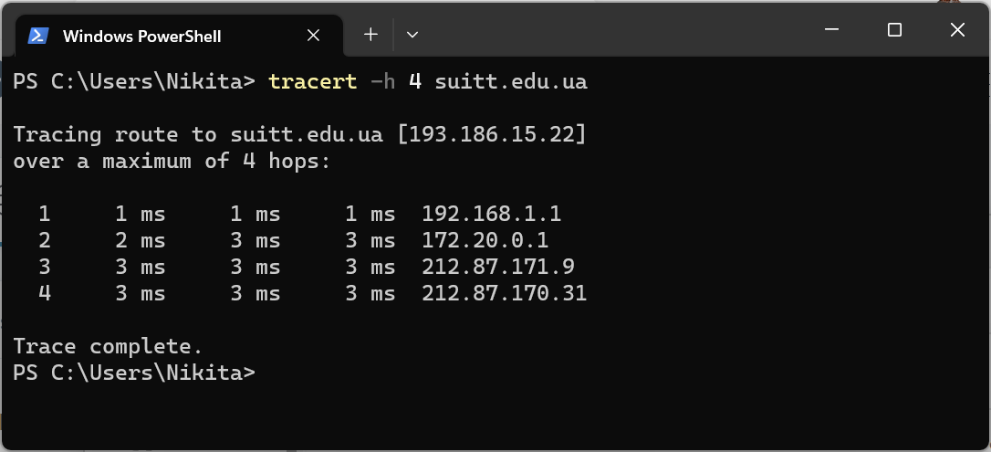 Windows PowerShell
PS C:\Users\Nikita> tracert -h 4 suitt.edu.ua
Tracing route to suitt.edu.ua [193.186.15.22]
over a maximum of 4 hops:
1 1 ms 1 ms 1 ms 192.168.1.1
2 2 ms 3 ms 3 ms 172.20.0.1
3 3 ms 3 ms 3 ms 212.87.171.9
4 3 ms 3 ms 3 ms 212.87.170.31
Trace complete.
PS C:\Users\Nikita>